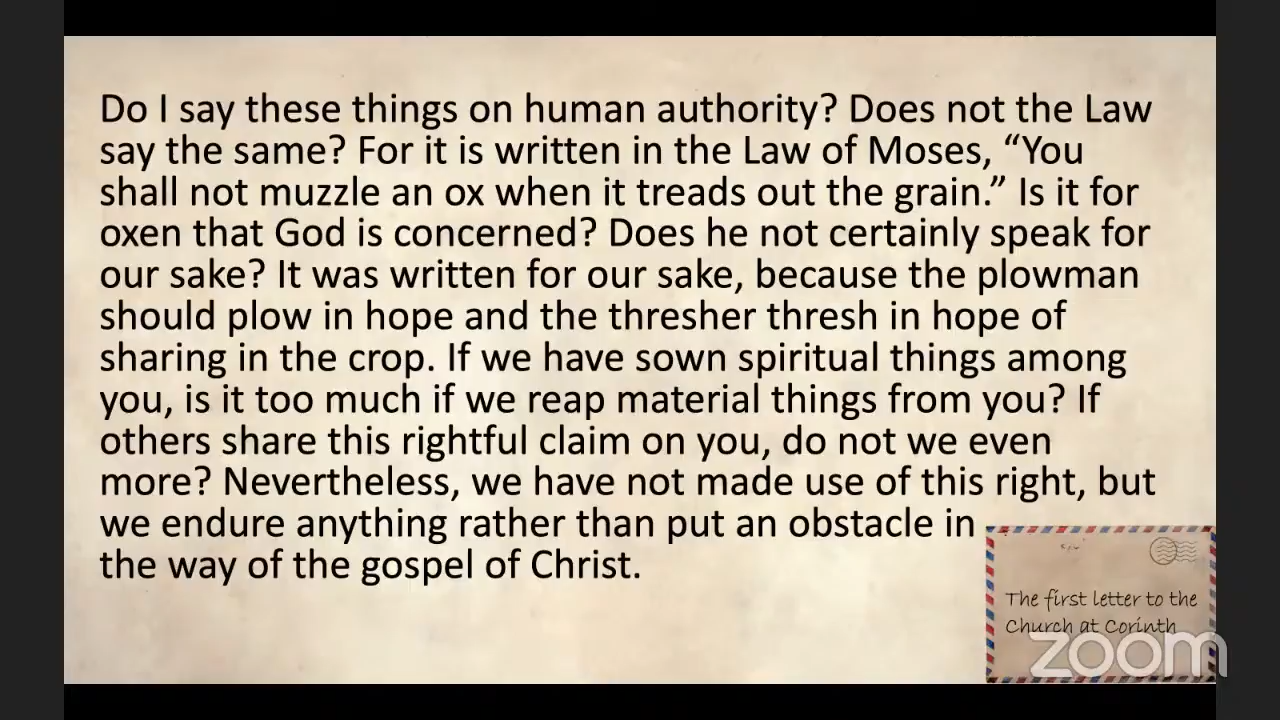 Do I say these things on human authority? Does not the Law
say the same? For it is written in the Law of Moses, “You
shall not muzzle an ox when it treads out the grain.” Is it for
oxen that God is concerned? Does he not certainly speak for
our sake? It was written for our sake, because the plowman
should plow in hope and the thresher thresh in hope of
sharing in the crop. If we have sown spiritual things among
you, is it too much if we reap material things from you? If
others share this rightful claim on you, do not we even
more? Nevertheless, we have not made use of this right, but
we endure anything rather than put an obstacle in
the way of the gospel of Christ.
The first letter to the
Church at Corinth
zoom